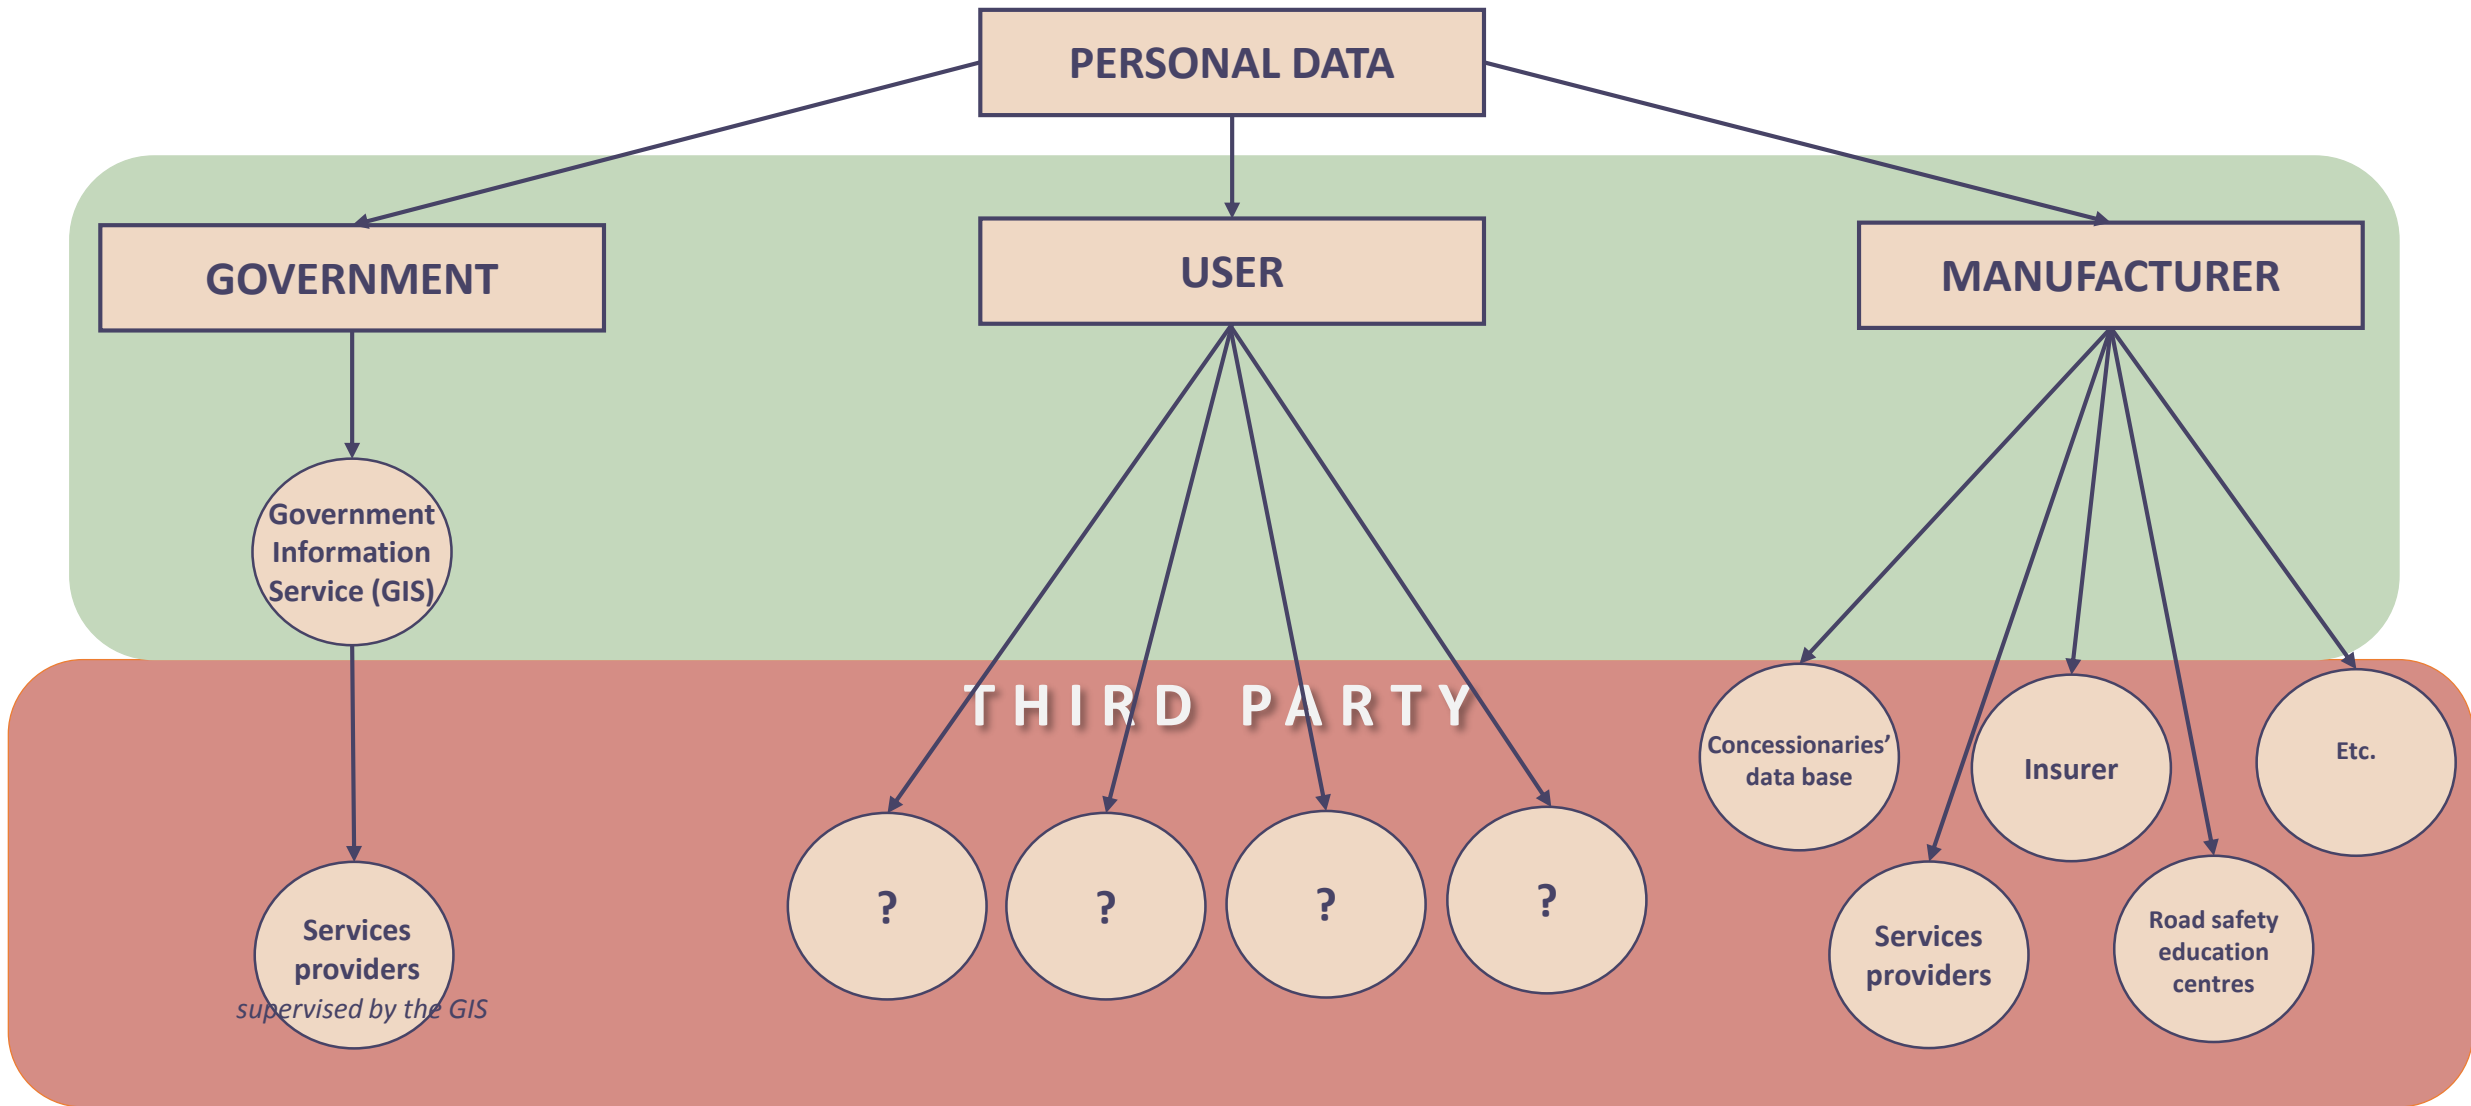 PERSONAL DATA
GOVERNMENT
USER
MANUFACTURER
Government
Information
Service (GIS)
THIRD PARTY
Concessionaries’
data base
Insurer
Etc.
?
?
?
?
Services
providers
supervised by the GIS
Services
providers
Road safety
education
centres